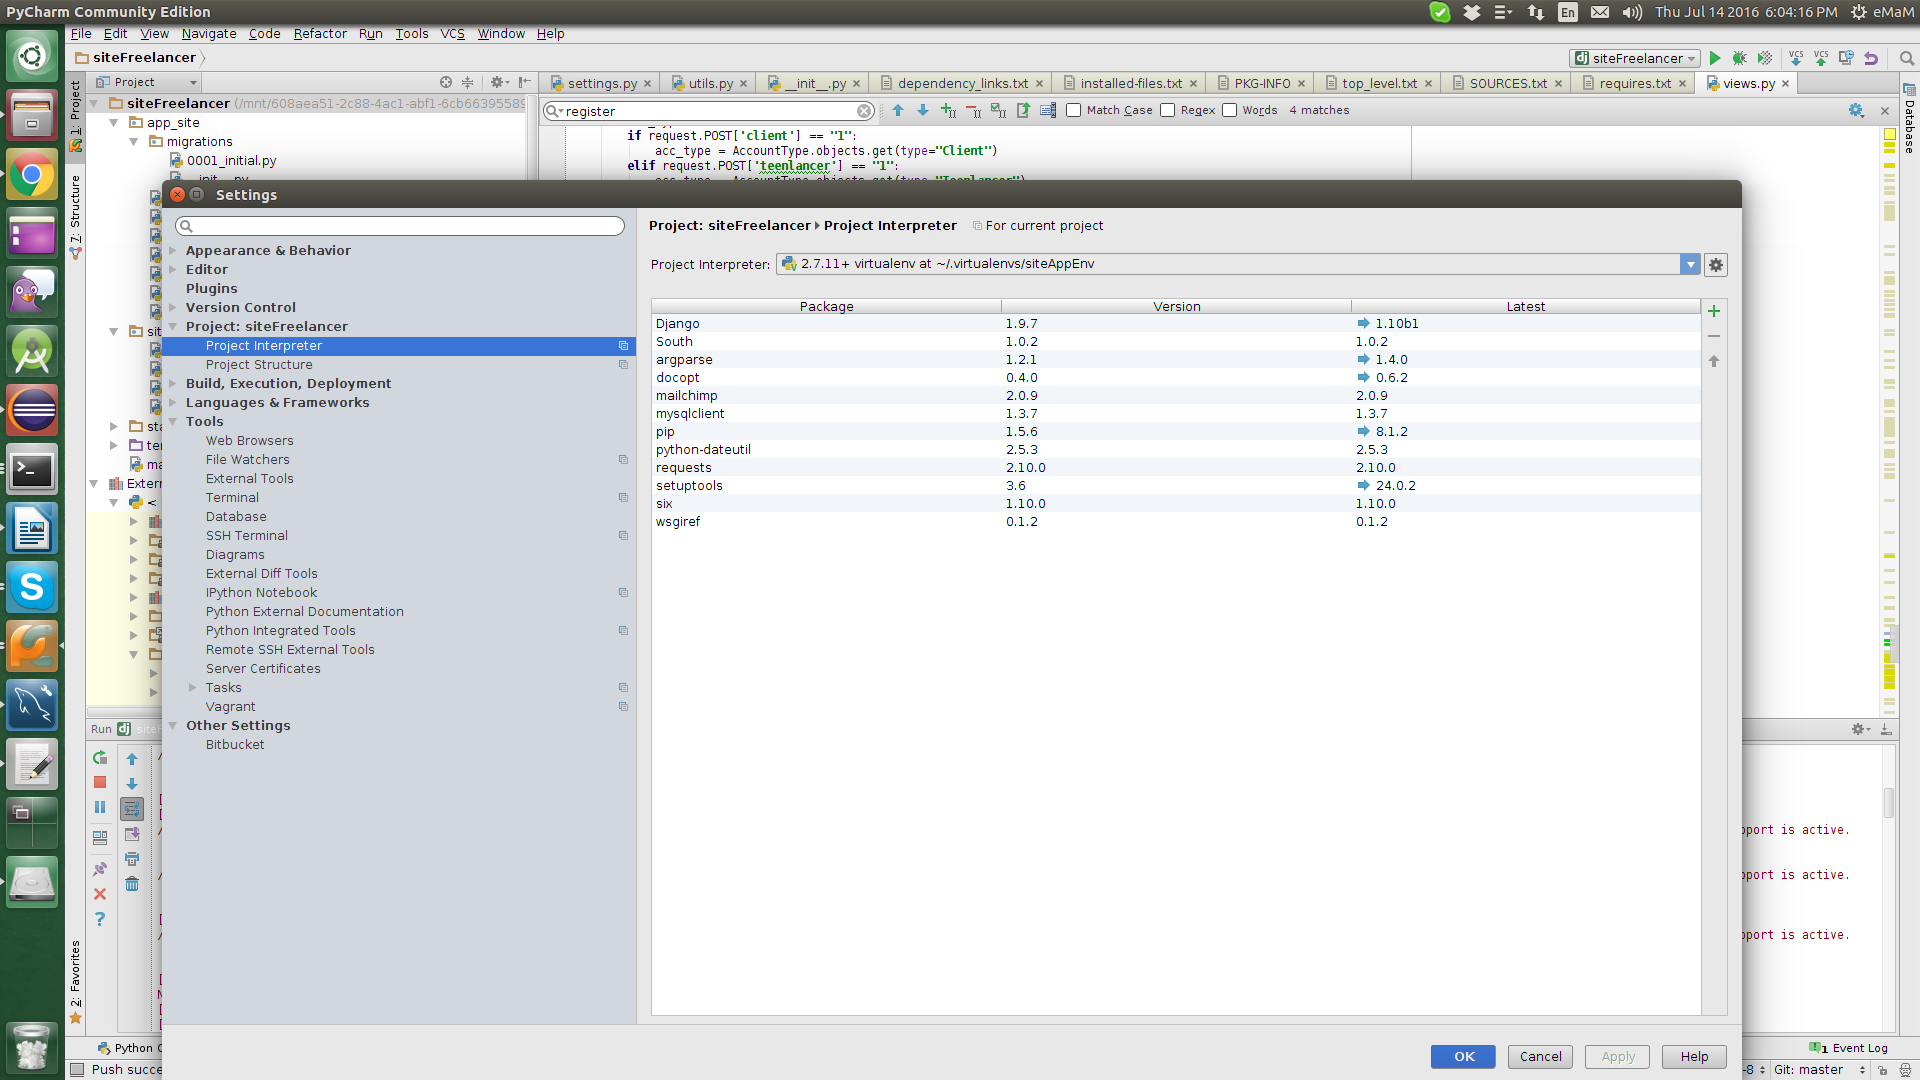 PyCharm Community Edition
En
Thu Jul 14 2016 6:04:16 PM
eMaM
File Edit View Navigate Code Refactor Run Tools VCS Window Help
siteFreelancer
siteFreelancer
VCS VCS
Project
settings.py
utils.py
__init__.py
dependency_links.txt
installed-files.txt
PKG-INFO
top_level.txt
SOURCES.txt
requires.txt
views.py
1: Project
7: Structure
2: Favorites
Database
siteFreelancer (/mnt/608aea51-2c88-4ac1-abf1-6cb66395589
app_site
migrations
0001_initial.py
register
Match Case
Regex
Words
4 matches
if request.POST['client'] == "1":
acc_type = AccountType.objects.get(type="Client")
elif request.POST['teenlancer'] == "1":
Settings
Appearance & Behavior
Editor
Plugins
Version Control
Project: siteFreelancer
Project Interpreter
Project Structure
Build, Execution, Deployment
Languages & Frameworks
Tools
Web Browsers
File Watchers
External Tools
Terminal
Database
SSH Terminal
Diagrams
External Diff Tools
IPython Notebook
Python External Documentation
Python Integrated Tools
Remote SSH External Tools
Server Certificates
Tasks
Vagrant
Other Settings
Bitbucket
Project: siteFreelancer Project Interpreter For current project
Project Interpreter: 2.7.11+ virtualenv at ~/.virtualenvs/siteAppEnv
Package Version Latest
Django 1.9.7 1.10b1
South 1.0.2 1.0.2
argparse 1.2.1 1.4.0
docopt 0.4.0 0.6.2
mailchimp 2.0.9 2.0.9
mysqlclient 1.3.7 1.3.7
pip 1.5.6 8.1.2
python-dateutil 2.5.3 2.5.3
requests 2.10.0 2.10.0
setuptools 3.6 24.0.2
six 1.10.0 1.10.0
wsgiref 0.1.2 0.1.2
OK Cancel Apply Help
Run
pport is active.
pport is active.
pport is active.
Python
1 Event Log
Push succe
-8
Git: master